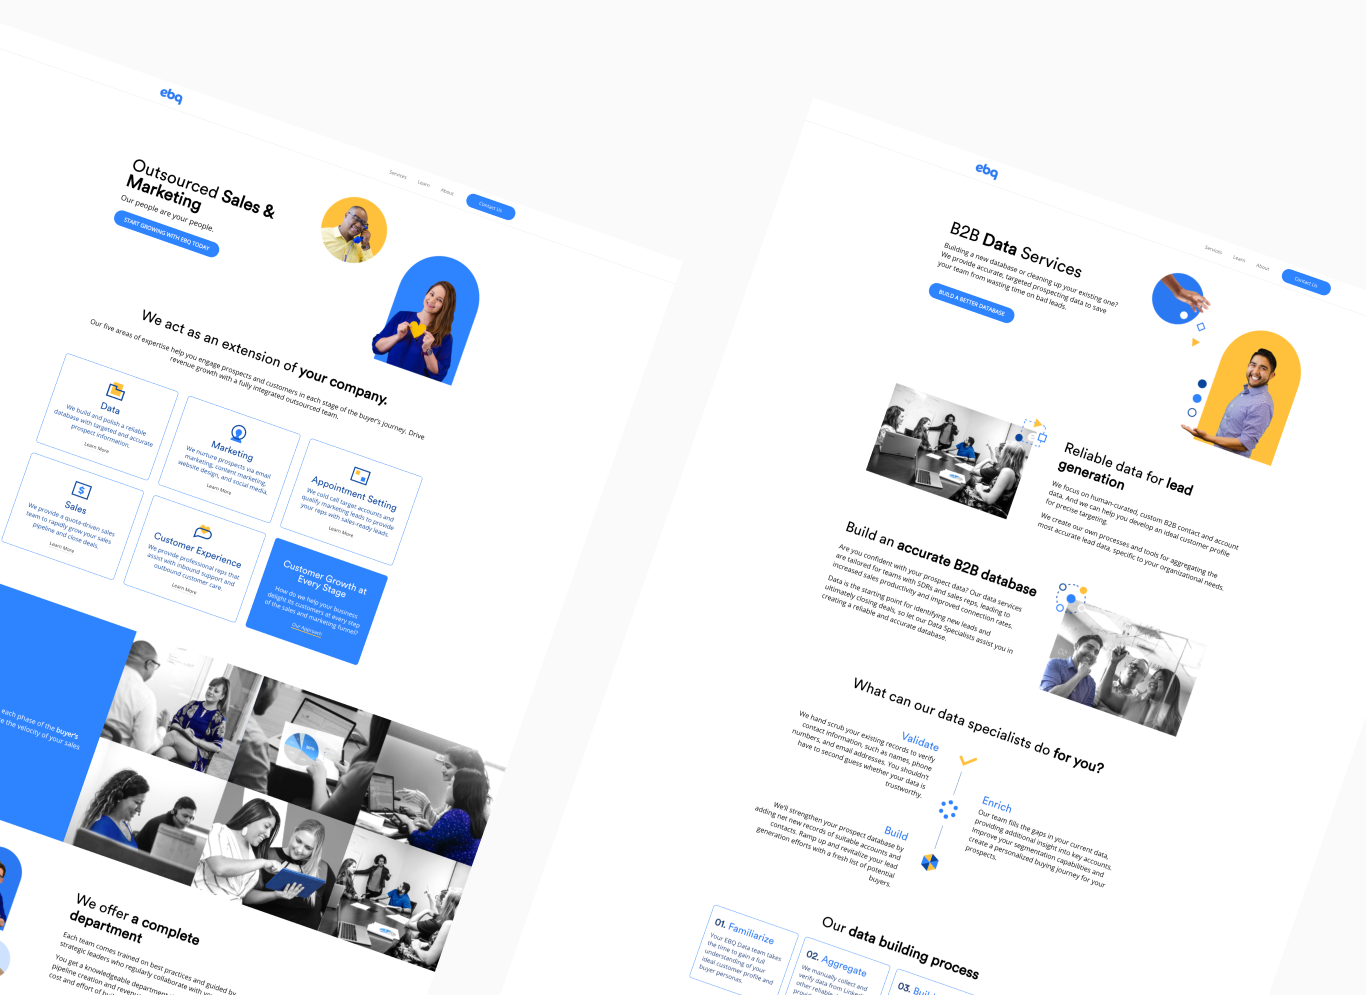 ebq
Services
Learn
About
Contact Us
Outsourced Sales &
Marketing
Our people are your people.
START GROWING WITH EBQ TODAY
We act as an extension of your company.
Our five areas of expertise help you engage prospects and customers in each stage of the buyer's journey. Drive
revenue growth with a fully integrated outsourced team.
Data
We build and polish a reliable
database with targeted and accurate
prospect information.
Learn More
Marketing
We nurture prospects via email
marketing, content marketing,
website design, and social media.
Learn More
Appointment Setting
We cold call target accounts and
qualify marketing leads to provide
your reps with sales-ready leads.
Learn More
Sales
We provide a quota-driven sales
team to rapidly grow your sales
pipeline and close deals.
Learn More
Customer Experience
We provide professional reps that
assist with inbound support and
outbound customer care.
Learn More
Customer Growth at
Every Stage
How do we help your business
delight its customers at every step
of the sales and marketing funnel?
Our Approach
each phase of the buyer's
the velocity of your sales
We offer a complete
department
Each team comes trained on best practices and guided by
strategic leaders who regularly collaborate with
You get a knowledgeable department
pipeline creation and
cost and effort of
ebq
Services
Learn
About
Contact Us
B2B Data Services
Building a new database or cleaning up your existing one?
We provide accurate, targeted prospecting data to save
your team from wasting time on bad leads.
BUILD A BETTER DATABASE
Reliable data for lead
generation
We focus on human-curated, custom B2B contact and account
data. And we can help you develop an ideal customer profile
for precise targeting.
We create our own processes and tools for aggregating the
most accurate lead data, specific to your organizational needs.
Build an accurate B2B database
Are you confident with your prospect data? Our data services
are tailored for teams with SDRs and sales reps, leading to
increased sales productivity and improved connection rates.
Data is the starting point for identifying new leads and
ultimately closing deals, so let our Data Specialists assist you in
creating a reliable and accurate database.
What can our data specialists do for you?
Validate
We hand scrub your existing records to verify
contact information, such as names, phone
numbers, and email addresses. You shouldn't
have to second guess whether your data is
trustworthy.
Enrich
Our team fills the gaps in your current data,
providing additional insight into key accounts.
Improve your segmentation capabilities and
create a personalized buying journey for your
prospects.
Build
We'll strengthen your prospect database by
adding net new records of suitable accounts and
contacts. Ramp up and revitalize your lead
generation efforts with a fresh list of potential
buyers.
Our data building process
01. Familiarize
Your EBQ Data team takes
the time to gain a full
understanding of your
ideal customer profile and
buyer personas.
02. Aggregate
We manually collect and
verify data from
other reliable
03. Build